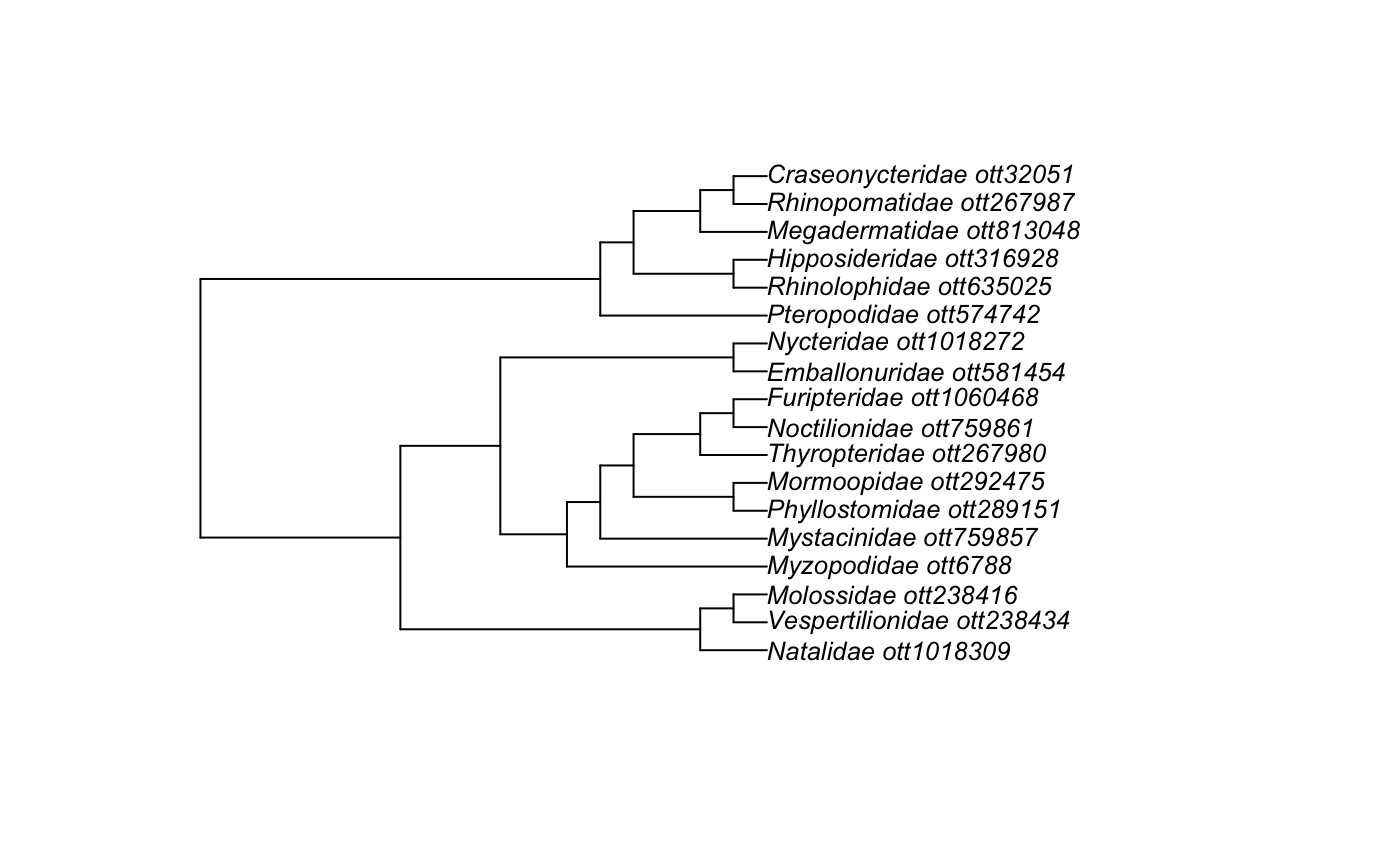 Craseonycteridae ott32051
Rhinopomatidae ott267987
Megadermatidae ott813048
Hipposideridae ott316928
Rhinolophidae ott635025
Pteropodidae ott574742
Nycteridae ott1018272
Emballonuridae ott581454
Furipteridae ott1060468
Noctilionidae ott759861
Thyropteridae ott267980
Mormoopidae ott292475
Phyllostomidae ott289151
Mystacinidae ott759857
Myzopodidae ott6788
Molossidae ott238416
Vespertilionidae ott238434
Natalidae ott1018309